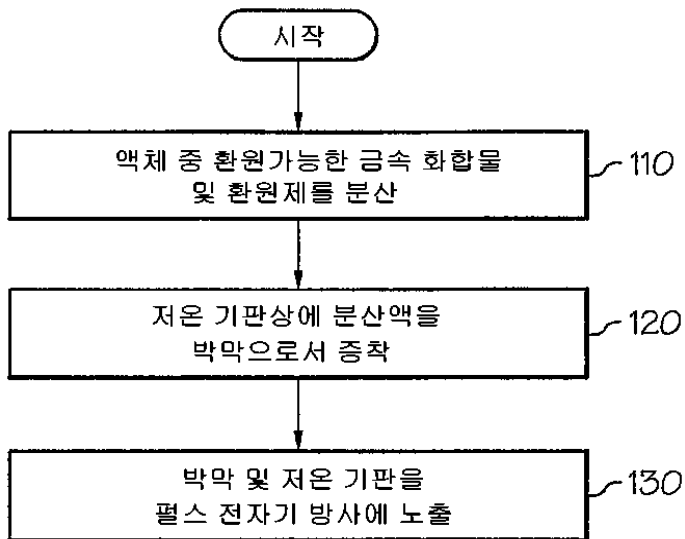 시작
액체 중 환원가능한 금속 화합물
및 환원제를 분산
110
저온 기판상에 분산액을
박막으로서 증착
120
박막 및 저온 기판을
펄스 전자기 방사에 노출
130